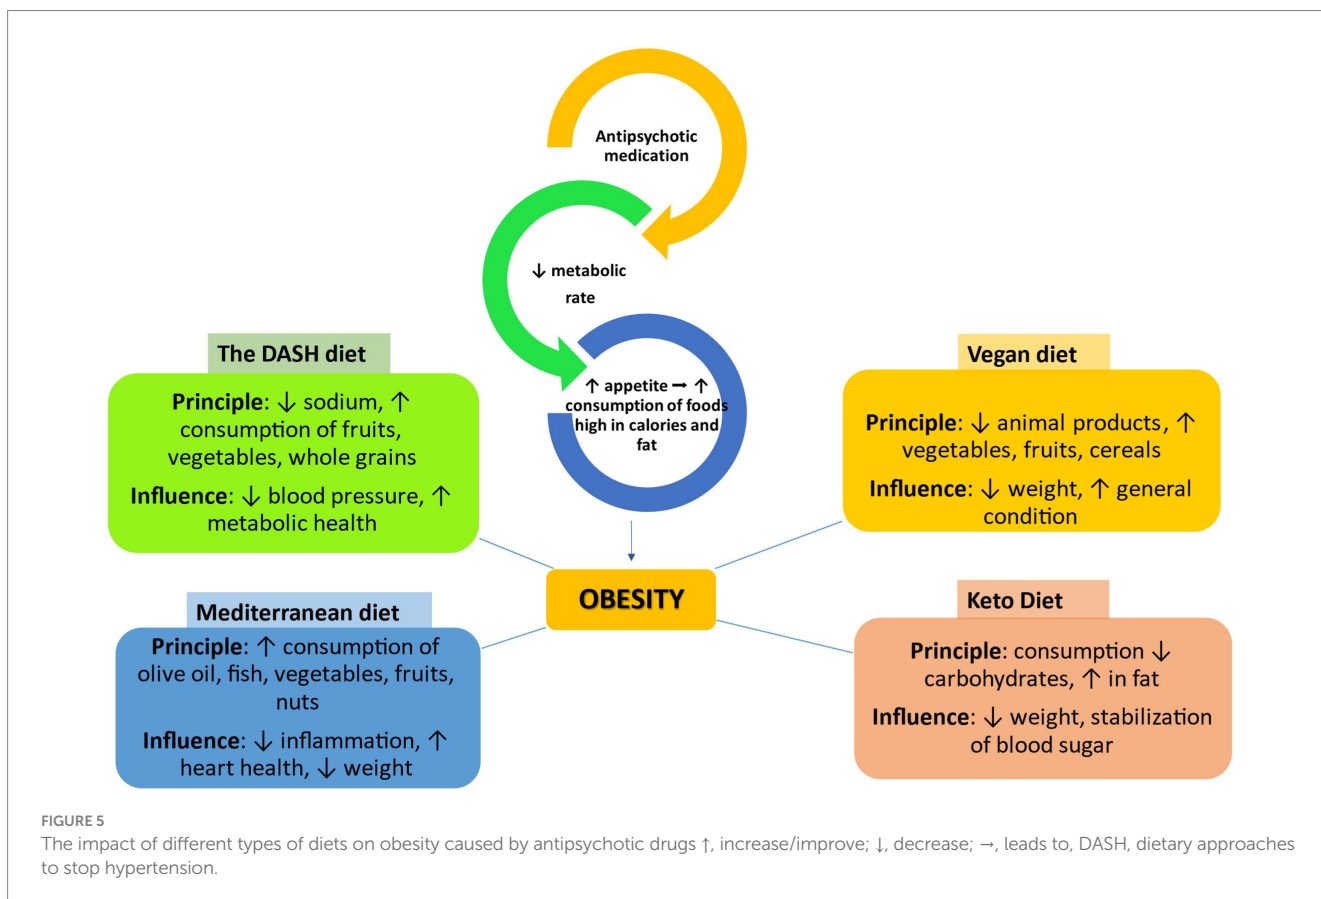 Antipsychotic
medication
↓ metabolic
rate
↑ appetite → ↑
consumption of foods
high in calories and
fat
The DASH diet
Principle: ↓ sodium, ↑
consumption of fruits,
vegetables, whole grains
Influence: ↓ blood pressure, ↑
metabolic health
Vegan diet
Principle: ↓ animal products, ↑
vegetables, fruits, cereals
Influence: ↓ weight, ↑ general
condition
OBESITY
Mediterranean diet
Principle: ↑ consumption of
olive oil, fish, vegetables, fruits,
nuts
Influence: ↓ inflammation, ↑
heart health, ↓ weight
Keto Diet
Principle: consumption ↓
carbohydrates, ↑ in fat
Influence: ↓ weight, stabilization
of blood sugar
FIGURE 5
The impact of different types of diets on obesity caused by antipsychotic drugs ↑, increase/improve; ↓, decrease; →, leads to, DASH, dietary approaches
to stop hypertension.